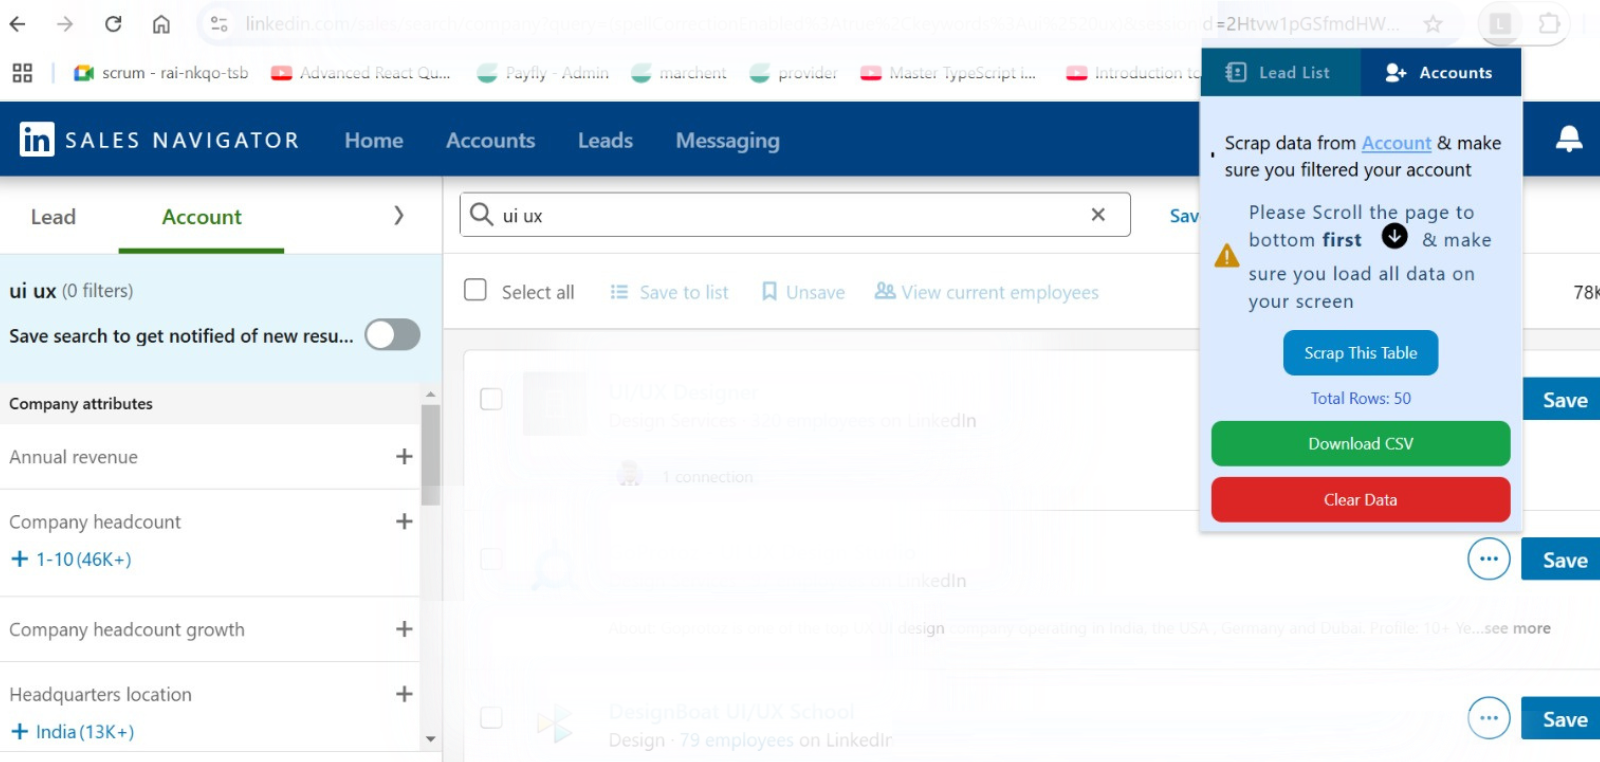 linkedin.com/sales/search/company?query=(spellCorrectionEnabled%3Atrue%2Ckeywords%3Aui%2520ux)&sessionId=2Htvw1pGSfmdHW...
L
scrum - rai-nkqo-tsb
Advanced React Qu...
Payfly - Admin
marchent
provider
Master TypeScript i...
Introduction to
Lead List
Accounts
in SALES NAVIGATOR
Home
Accounts
Leads
Messaging
Scrap data from Account & make
sure you filtered your account
Please Scroll the page to
bottom first & make
sure you load all data on
your screen
Scrap This Table
Total Rows: 50
Download CSV
Clear Data
Lead
Account
ui ux
Sav
ui ux (0 filters)
Save search to get notified of new resu...
Select all
Save to list
Unsave
View current employees
78K
Company attributes
Annual revenue
Company headcount
1-10 (46K+)
Company headcount growth
Headquarters location
India (13K+)
UI/UX Designer
Design Services · 320 employees on LinkedIn
1 connection
Save
nkedIn
Save
design company operating in India, the USA, Germany and Dubai. Profile: 10+ Ye...see more
DesignBoat UI/UX School
Design · 79 employees on LinkedIn
Save